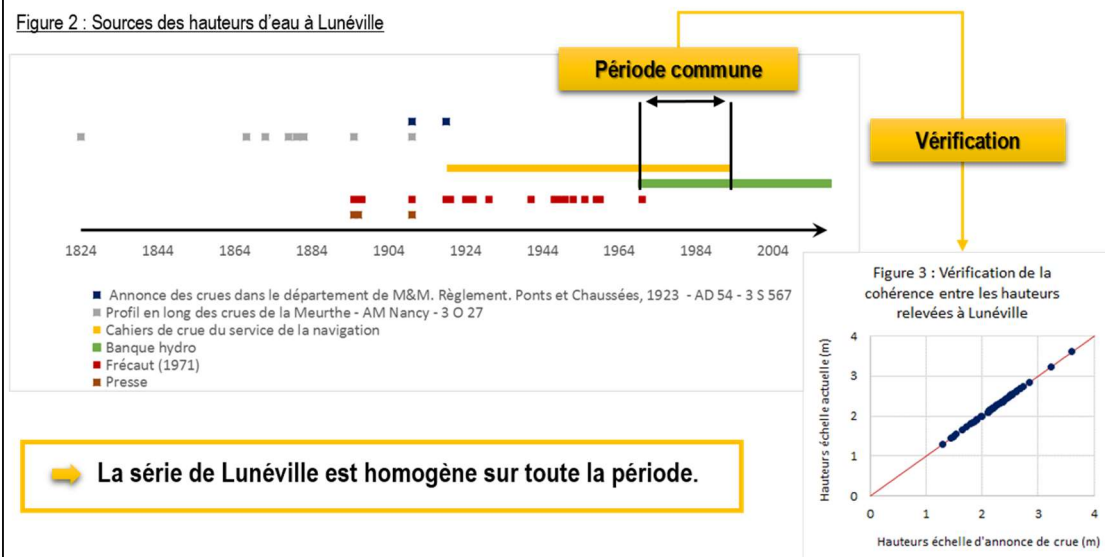 Figure 2 : Sources des hauteurs d'eau à Lunéville
Période commune
Vérification
1824 1844 1864 1884 1904 1924 1944 1964 1984 2004
Annonce des crues dans le département de M&M. Règlement. Ponts et Chaussées, 1923 - AD 54 - 3 S 567
Profil en long des crues de la Meurthe - AM Nancy - 3 O 27
Cahiers de crue du service de la navigation
Banque hydro
Frécaut (1971)
Presse
La série de Lunéville est homogène sur toute la période.
Figure 3 : Vérification de la
cohérence entre les hauteurs
relevées à Lunéville
Hauteurs échelle actuelle (m)
4
3
2
1
0
0 1 2 3 4
Hauteurs échelle d'annonce de crue (m)